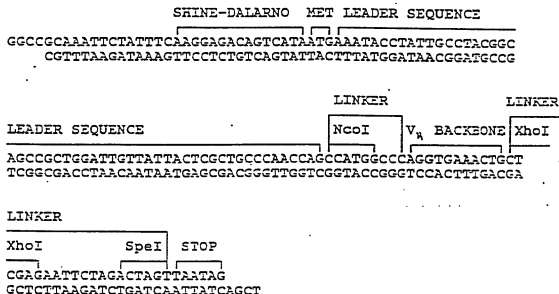 SHINE-DALARNO MET LEADER SEQUENCE
GGCCGCAAATTCTATTTCAAGGAGACAGTCATAATGAAATACCTATTGCCTACGGC
CGTTTAAGATAAAGTTCCTCTGTCAGTATTACTTTATGGATAACGGATGCCG
LINKER LINKER
LEADER SEQUENCE NcoI VH BACKBONE XhoI
AGCCGCTGGATTGTTATTACTCGCTGCCCAACCAGCCATGGCCCAGGTGAAACTGCT
TCGGCGACCTAACAATAATGAGCGACGGGTTGGTCGGTACCGGGTCCACTTTGACGA
LINKER
XhoI SpeI STOP
CGAGAATTCTAGACTAGTTAATAG
GCTCTTAAGATCTGATCAATTATCAGCT